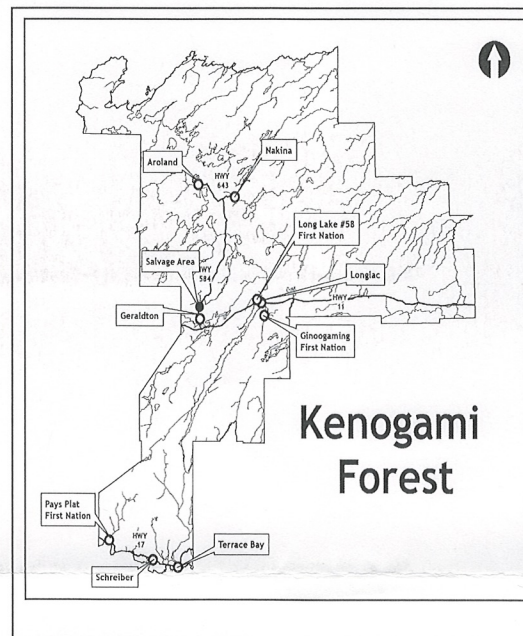 Aroland
Nakina
HWY
643
Long Lake #58
First Nation
Salvage Area
HWY
584
Longlac
HWY
11
Geraldton
Ginoogaming
First Nation
Kenogami
Forest
Pays Plat
First Nation
HWY
17
Terrace Bay
Schreiber